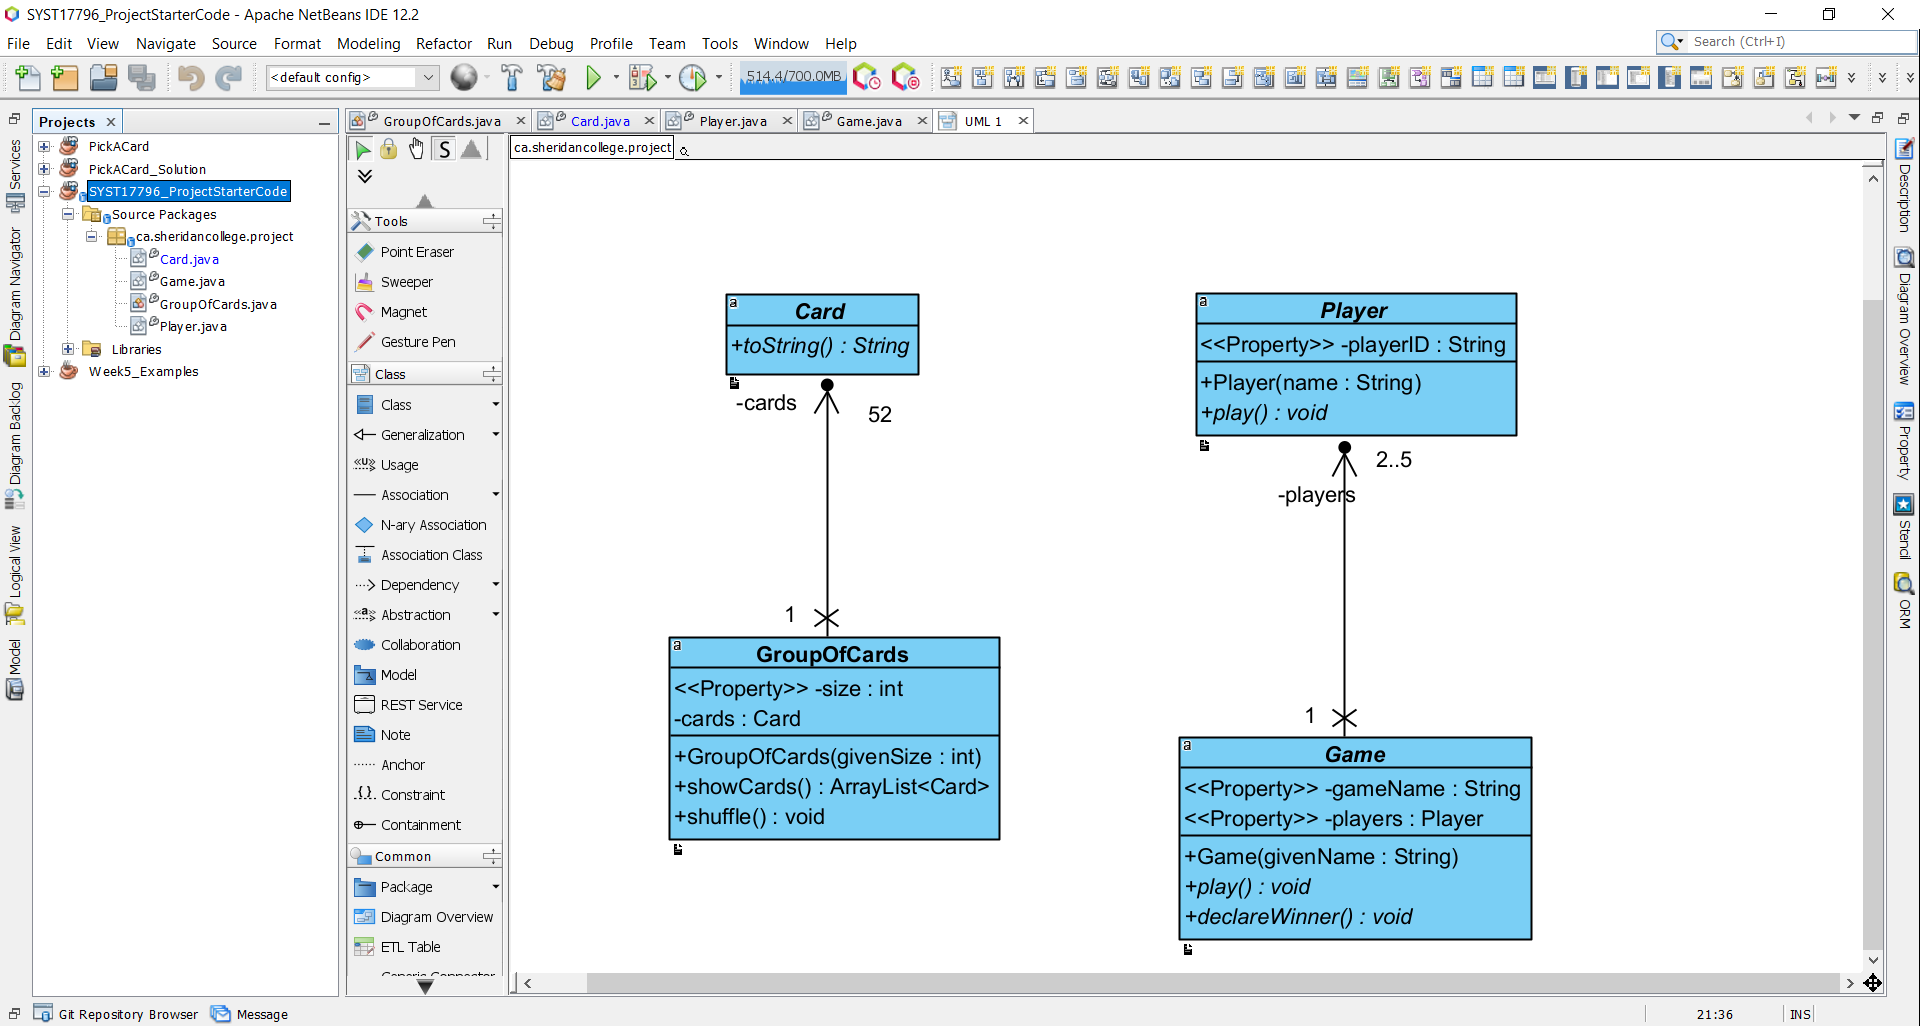 SYST17796_ProjectStarterCode - Apache NetBeans IDE 12.2
File Edit View Navigate Source Format Modeling Refactor Run Debug Profile Team Tools Window Help
Search (Ctrl+I)
<default config>
514.4/700.0MB
Projects
GroupOfCards.java
Card.java
Player.java
Game.java
UML 1
Services
Diagram Navigator
Diagram Backlog
Logical View
Model
PickACard
PickACard_Solution
SYST17796_ProjectStarterCode
Source Packages
ca.sheridancollege.project
Card.java
Game.java
GroupOfCards.java
Player.java
Libraries
Week5_Examples
S
Tools
Point Eraser
Sweeper
Magnet
Gesture Pen
Class
Class
Generalization
Usage
Association
N-ary Association
Association Class
Dependency
Abstraction
Collaboration
Model
REST Service
Note
Anchor
Constraint
Containment
Common
Package
Diagram Overview
ETL Table
Generic Connector
ca.sheridancollege.project
a
Card
+toString() : String
-cards
52
1
a
GroupOfCards
<<Property>> -size : int
-cards : Card
+GroupOfCards(givenSize : int)
+showCards() : ArrayList<Card>
+shuffle() : void
a
Player
<<Property>> -playerID : String
+Player(name : String)
+play() : void
2..5
-players
1
a
Game
<<Property>> -gameName : String
<<Property>> -players : Player
+Game(givenName : String)
+play() : void
+declareWinner() : void
Description
Diagram Overview
Property
Stencil
ORM
Git Repository Browser
Message
21:36
INS